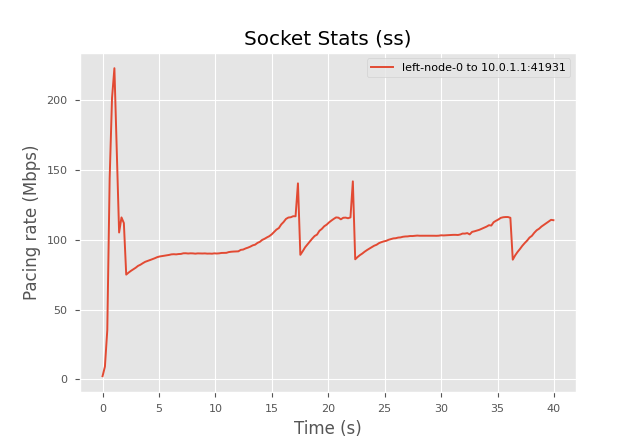 Socket Stats (ss)
left-node-0 to 10.0.1.1:41931
Pacing rate (Mbps)
200
150
100
50
0
0 5 10 15 20 25 30 35 40
Time (s)